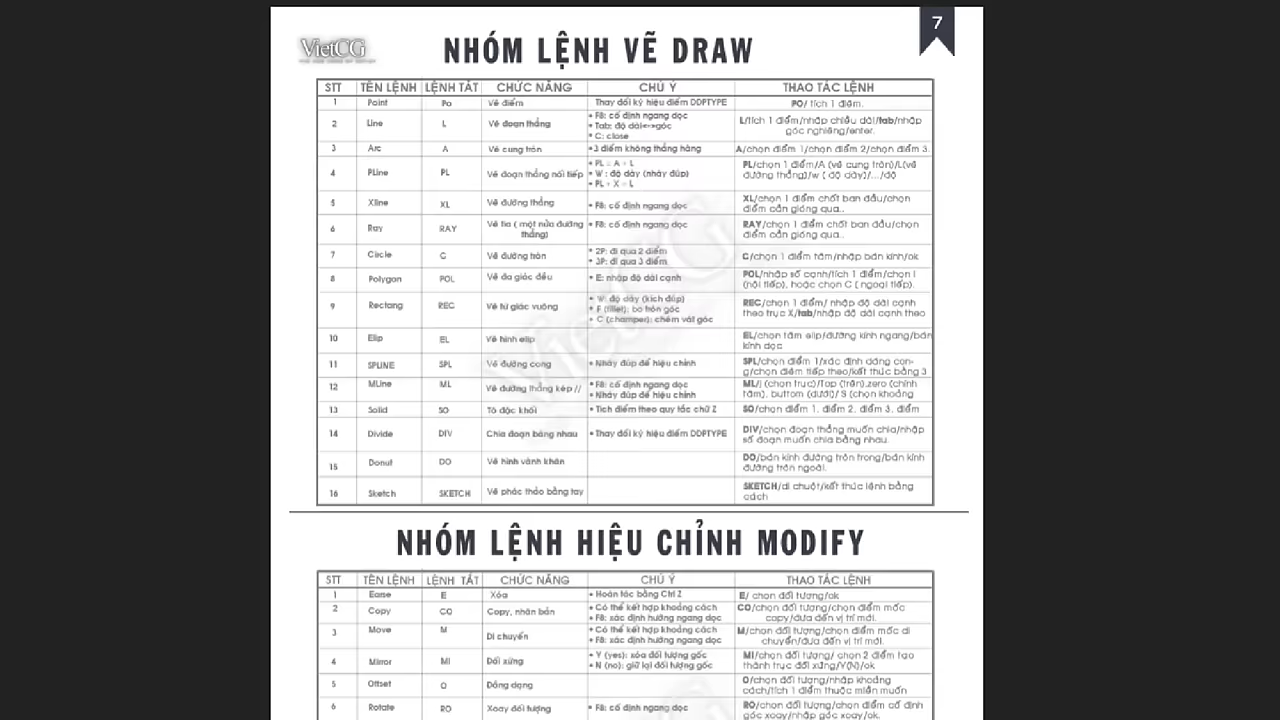 7
VietCG
NHÓM LỆNH VẼ DRAW
STT TÊN LỆNH LỆNH TẮT CHỨC NĂNG CHÚ Ý THAO TÁC LỆNH
1 Point Po Vẽ điểm Thay đổi ký hiệu điểm DDPTYPE PO/ tích 1 điểm.
2 Line L Vẽ đoạn thẳng • F8: cố định ngang dọc L/tích 1 điểm/nhập chiều dài/tab/nhập
• Tab: độ dài<->góc góc nghiêng/enter.
• C: close
3 Arc A Vẽ cung tròn • 3 điểm không thẳng hàng A/chọn điểm 1/chọn điểm 2/chọn điểm 3.
4 PLine PL Vẽ đoạn thẳng nối tiếp • PL = A + L PL/chọn 1 điểm/A (vẽ cung tròn)/L(vẽ
• W : độ dày (nháy đúp) đường thẳng)/w ( độ dày)/.../độ
• PL + X = L
5 Xline XL Vẽ đường thẳng • F8: cố định ngang dọc XL/chọn 1 điểm chốt ban đầu/chọn
điểm cần gióng qua..
6 Ray RAY Vẽ tia ( một nửa đường • F8: cố định ngang dọc RAY/chọn 1 điểm chốt ban đầu/chọn
thẳng) điểm cần gióng qua..
7 Circle C Vẽ đường tròn • 2P: đi qua 2 điểm C/chọn 1 điểm tâm/nhập bán kính/ok
• 3P: đi qua 3 điểm
8 Polygon POL Vẽ đa giác đều • E: nhập độ dài cạnh POL/nhập số cạnh/tích 1 điểm/chọn I
(nội tiếp), hoặc chọn C ( ngoại tiếp).
9 Rectang REC Vẽ tứ giác vuông • W: độ dày (kích đúp) REC/chọn 1 điểm/ nhập độ dài cạnh
• F (fillet): bo tròn góc theo trục X/tab/nhập độ dài cạnh theo
• C (champer): chém vát góc
10 Elip EL Vẽ hình elip EL/chọn tâm elip/đường kính ngang/bán
kính dọc
11 SPLINE SPL Vẽ đường cong • Nháy đúp để hiệu chỉnh SPL/chọn điểm 1/xác định dáng con-
g/chọn điểm tiếp theo/kết thúc bằng 3
12 MLine ML Vẽ đường thẳng kép // • F8: cố định ngang dọc ML/j (chọn trục)/Top (trên),zero (chính
• Nháy đúp để hiệu chỉnh tâm), buttom (dưới)/ S (chọn khoảng
13 Solid SO Tô đặc khối • Tích điểm theo quy tắc chữ Z SO/chọn điểm 1, điểm 2, điểm 3, điểm
14 Divide DIV Chia đoạn bằng nhau • Thay đổi ký hiệu điểm DDPTYPE DIV/chọn đoạn thẳng muốn chia/nhập
số đoạn muốn chia bằng nhau.
15 Donut DO Vẽ hình vành khăn DO/bán kính đường tròn trong/bán kính
đường tròn ngoài.
16 Sketch SKETCH Vẽ phác thảo bằng tay SKETCH/di chuột/kết thúc lệnh bằng
cách
NHÓM LỆNH HIỆU CHỈNH MODIFY
STT TÊN LỆNH LỆNH TẮT CHỨC NĂNG CHÚ Ý THAO TÁC LỆNH
1 Earse E Xóa • Hoàn tác bằng Ctrl Z E/ chọn đối tượng/ok
2 Copy CO Copy, nhân bản • Có thể kết hợp khoảng cách CO/chọn đối tượng/chọn điểm mốc
• F8: xác định hướng ngang dọc copy/đưa đến vị trí mới.
3 Move M Di chuyển • Có thể kết hợp khoảng cách M/chọn đối tượng/chọn điểm mốc di
• F8: xác định hướng ngang dọc chuyển/đưa đến vị trí mới.
4 Mirror MI Đối xứng • Y (yes): xóa đối tượng gốc MI/chọn đối tượng/ chọn 2 điểm tạo
• N (no): giữ lại đối tượng gốc thành trục đối xứng/Y(N)/ok
5 Offset O Đồng dạng O/chọn đối tượng/nhập khoảng
cách/tích 1 điểm thuộc miền muốn
6 Rotate RO Xoay đối tượng • F8: cố định ngang dọc RO/chọn đối tượng/chọn điểm cố định
góc xoay/nhập góc xoay/ok.